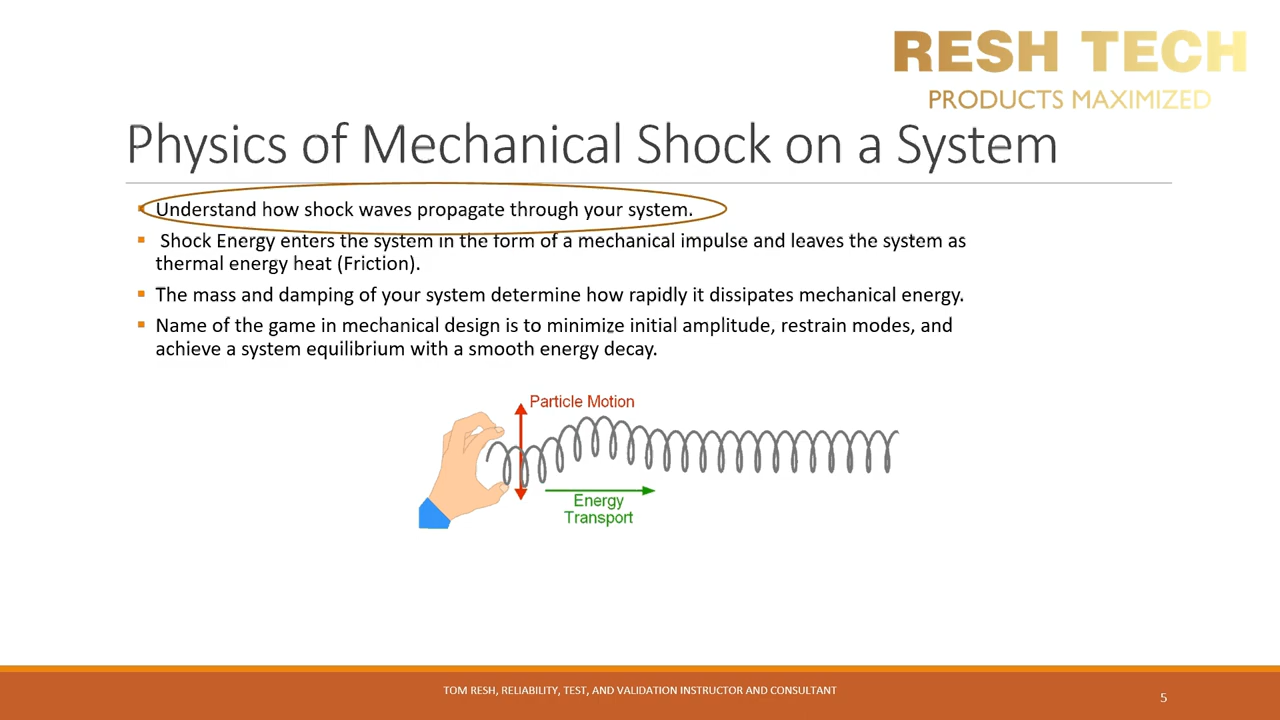 RESH TECH
PRODUCTS MAXIMIZED
Physics of Mechanical Shock on a System
Understand how shock waves propagate through your system.
Shock Energy enters the system in the form of a mechanical impulse and leaves the system as
thermal energy heat (Friction).
The mass and damping of your system determine how rapidly it dissipates mechanical energy.
Name of the game in mechanical design is to minimize initial amplitude, restrain modes, and
achieve a system equilibrium with a smooth energy decay.
Particle Motion
Energy
Transport
TOM RESH, RELIABILITY, TEST, AND VALIDATION INSTRUCTOR AND CONSULTANT
5